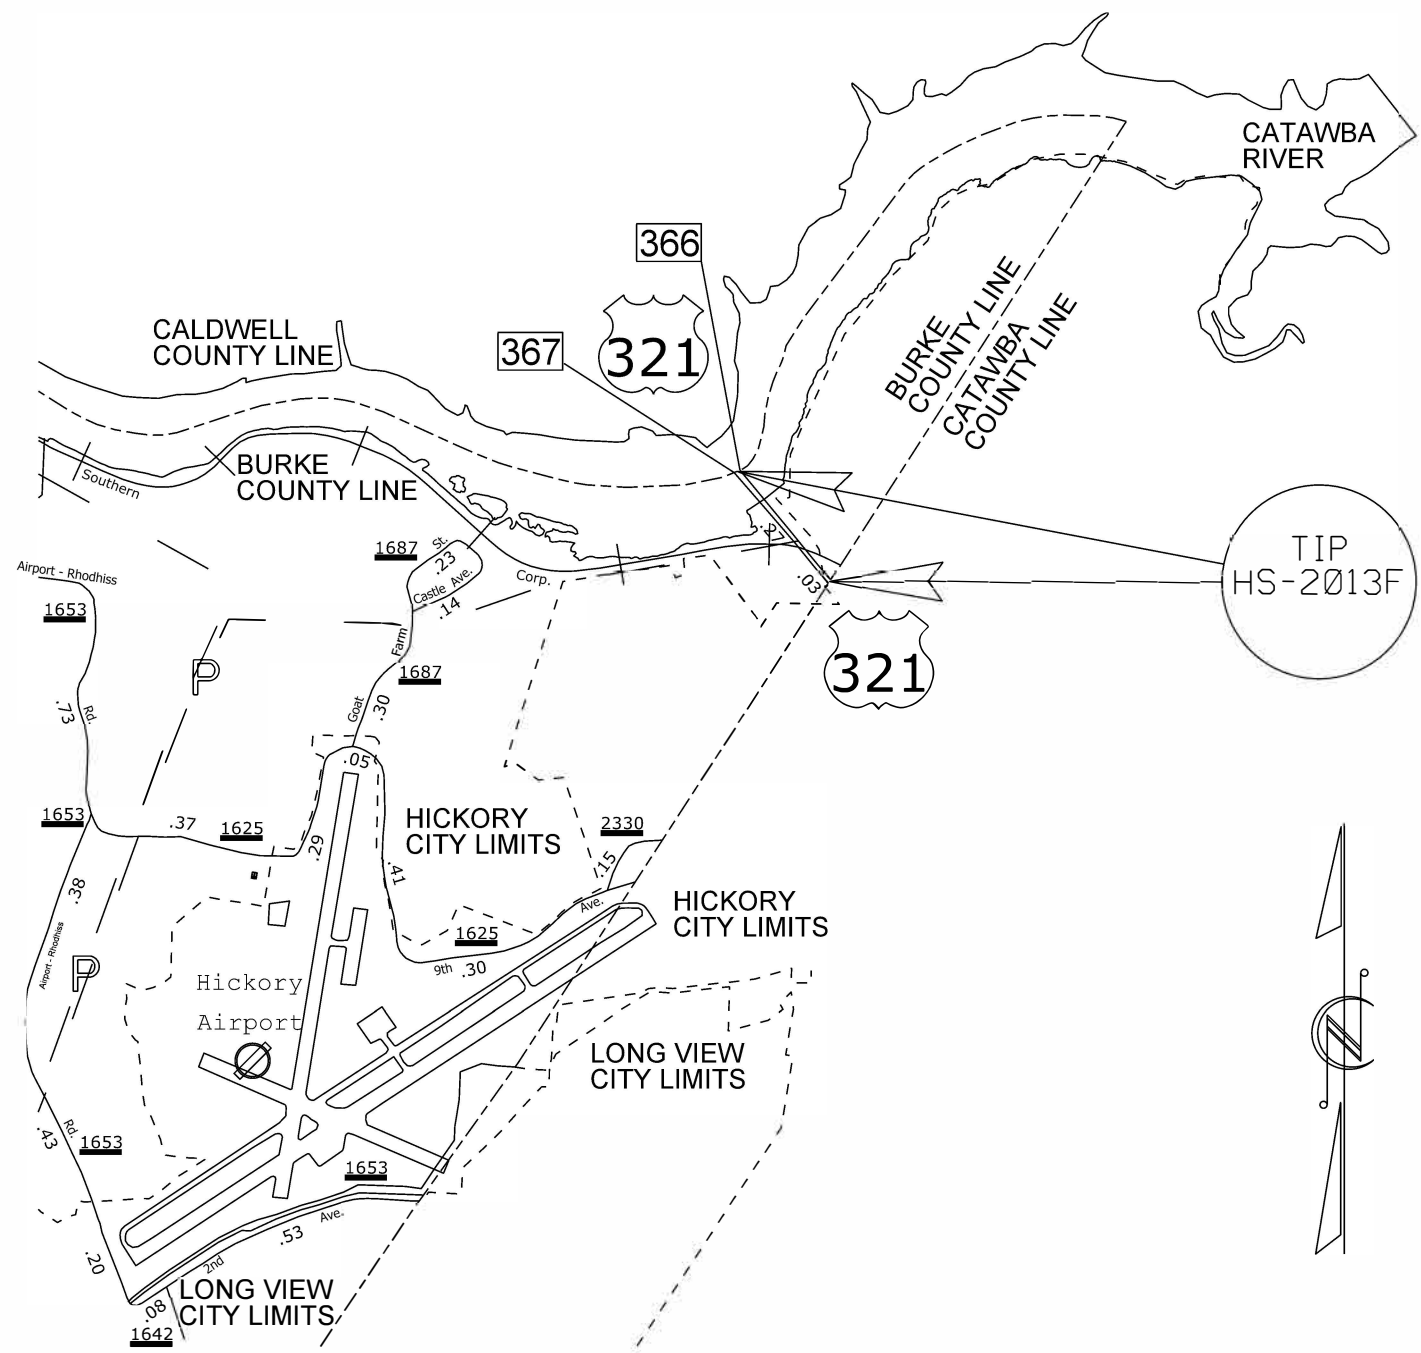 CATAWBA
RIVER
366
321
367
CALDWELL
COUNTY LINE
BURKE
COUNTY LINE
CATAWBA
COUNTY LINE
BURKE
COUNTY LINE
Southern
TIP
HS-2013F
.27
.03
321
1687
St.
.23
Castle Ave.
.14
Corp.
Airport - Rhodhiss
1653
Farm
1687
P
Goat
.30
.73
Rd.
.05
1653
.37
1625
.29
HICKORY
CITY LIMITS
2330
.15
.41
.38
HICKORY
CITY LIMITS
Ave.
1625
9th
.30
Airport - Rhodhiss
P
Hickory
Airport
N
LONG VIEW
CITY LIMITS
Rd.
.43
1653
1653
Ave.
.53
2nd
.20
LONG VIEW
CITY LIMITS
.08
1642